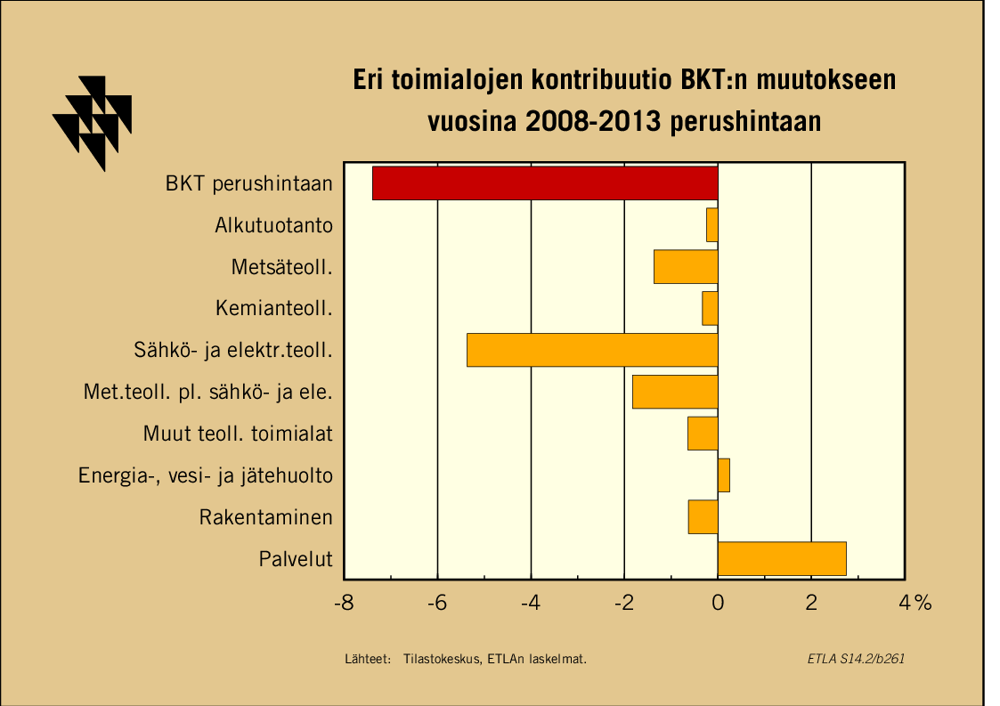 Eri toimialojen kontribuutio BKT:n muutokseen
vuosina 2008-2013 perushintaan
BKT perushintaan
Alkutuotanto
Metsäteoll.
Kemianteoll.
Sähkö- ja elektr.teoll.
Met.teoll. pl. sähkö- ja ele.
Muut teoll. toimialat
Energia-, vesi- ja jätehuolto
Rakentaminen
Palvelut
-8 -6 -4 -2 0 2 4 %
Lähteet: Tilastokeskus, ETLAn laskelmat. ETLA S14.2/b261